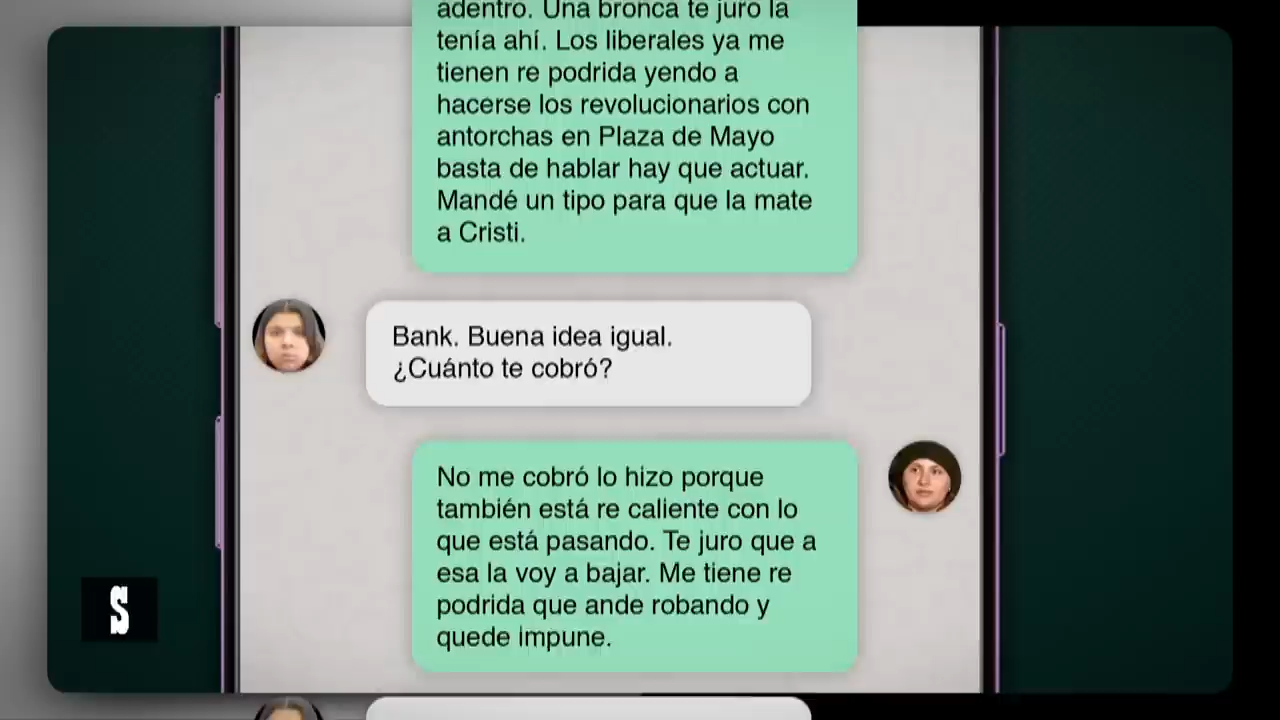 adentro. Una bronca te juro la
tenía ahí. Los liberales ya me
tienen re podrida yendo a
hacerse los revolucionarios con
antorchas en Plaza de Mayo
basta de hablar hay que actuar.
Mandé un tipo para que la mate
a Cristi.
Bank. Buena idea igual.
¿Cuánto te cobró?
No me cobró lo hizo porque
también está re caliente con lo
que está pasando. Te juro que a
esa la voy a bajar. Me tiene re
podrida que ande robando y
quede impune.
S